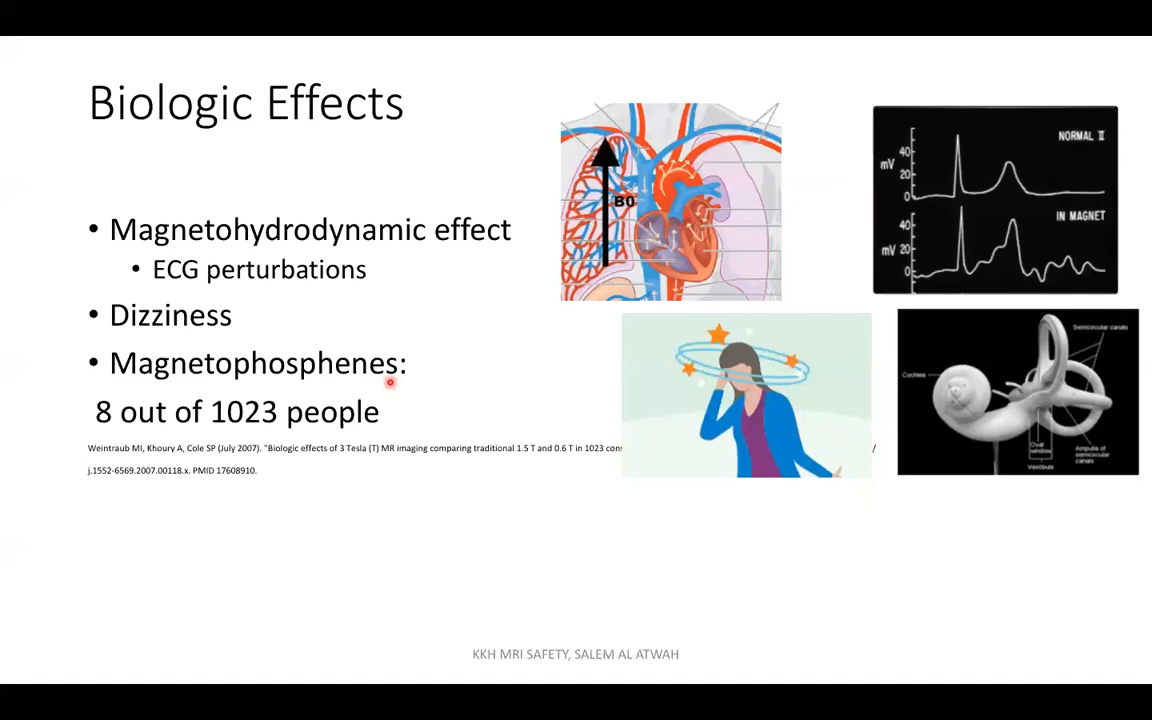 Biologic Effects
• Magnetohydrodynamic effect
• ECG perturbations
• Dizziness
• Magnetophosphenes:
8 out of 1023 people
Weintraub MI, Khoury A, Cole SP (July 2007). "Biologic effects of 3 Tesla (T) MR imaging comparing traditional 1.5 T and 0.6 T in 1023 cons
/
j.1552-6569.2007.00118.x. PMID 17608910.
B0
NORMAL II
mV
40
20
0
IN MAGNET
mV
40
20
0
Semicircular canals
Cochlea
Oval
window
Vestibule
Ampulla of
semicircular
canals
KKH MRI SAFETY, SALEM AL ATWAH